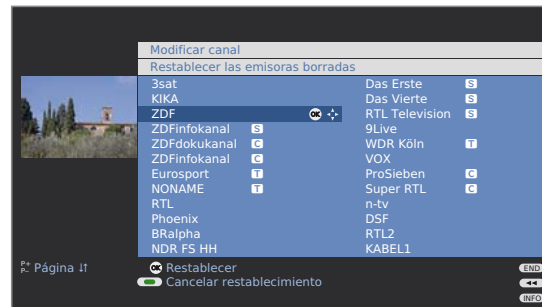 Modificar canal
Restablecer las emisoras borradas
3sat
KIKA
ZDF OK
ZDFinfokanal S
ZDFdokukanal C
ZDFinfokanal C
Eurosport T
NONAME T
RTL
Phoenix
BRalpha
NDR FS HH
Das Erste S
Das Vierte S
RTL Television S
9Live
WDR Köln T
VOX
ProSieben C
Super RTL C
n-tv
DSF
RTL2
KABEL1
P+
P- Página
OK Restablecer
Cancelar restablecimiento
END
INFO